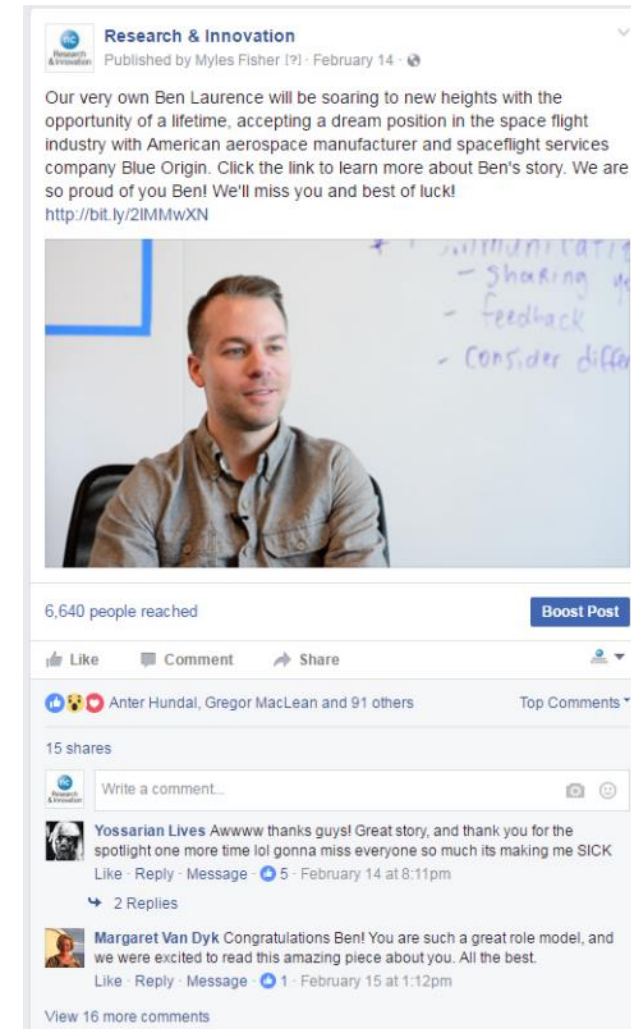 nc
Research
& Innovation
Research & Innovation
Published by Myles Fisher [?] · February 14 ·
Our very own Ben Laurence will be soaring to new heights with the
opportunity of a lifetime, accepting a dream position in the space flight
industry with American aerospace manufacturer and spaceflight services
company Blue Origin. Click the link to learn more about Ben's story. We are
so proud of you Ben! We'll miss you and best of luck!
http://bit.ly/2lMMwXN
- Sharing
- feedback
- Consider
6,640 people reached
Boost Post
Like Comment Share
Anter Hundal, Gregor MacLean and 91 others Top Comments
15 shares
nc
Research
& Innovation
Write a comment...
Yossarian Lives Awwww thanks guys! Great story, and thank you for the
spotlight one more time lol gonna miss everyone so much its making me SICK
Like · Reply · Message · 5 · February 14 at 8:11pm
2 Replies
Margaret Van Dyk Congratulations Ben! You are such a great role model, and
we were excited to read this amazing piece about you. All the best.
Like · Reply · Message · 1 · February 15 at 1:12pm
View 16 more comments